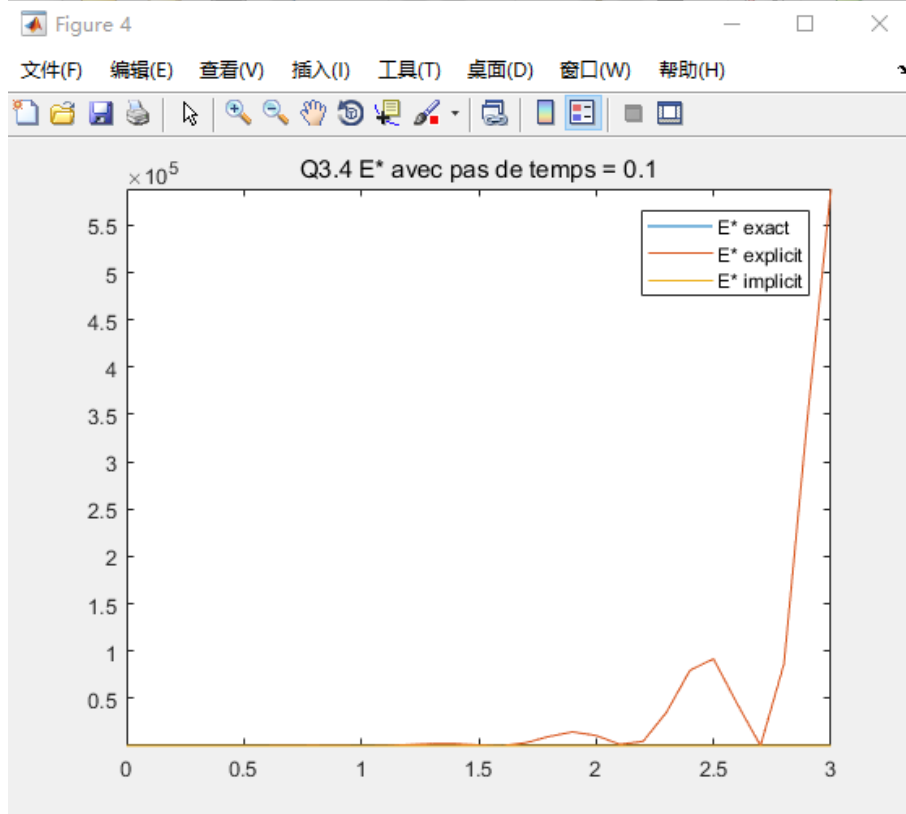 Figure 4
文件(F) 编辑(E) 查看(V) 插入(I) 工具(T) 桌面(D) 窗口(W) 帮助(H)
Q3.4 E* avec pas de temps = 0.1
×10^5
E* exact
E* explicit
E* implicit
5.5
5
4.5
4
3.5
3
2.5
2
1.5
1
0.5
0 0.5 1 1.5 2 2.5 3